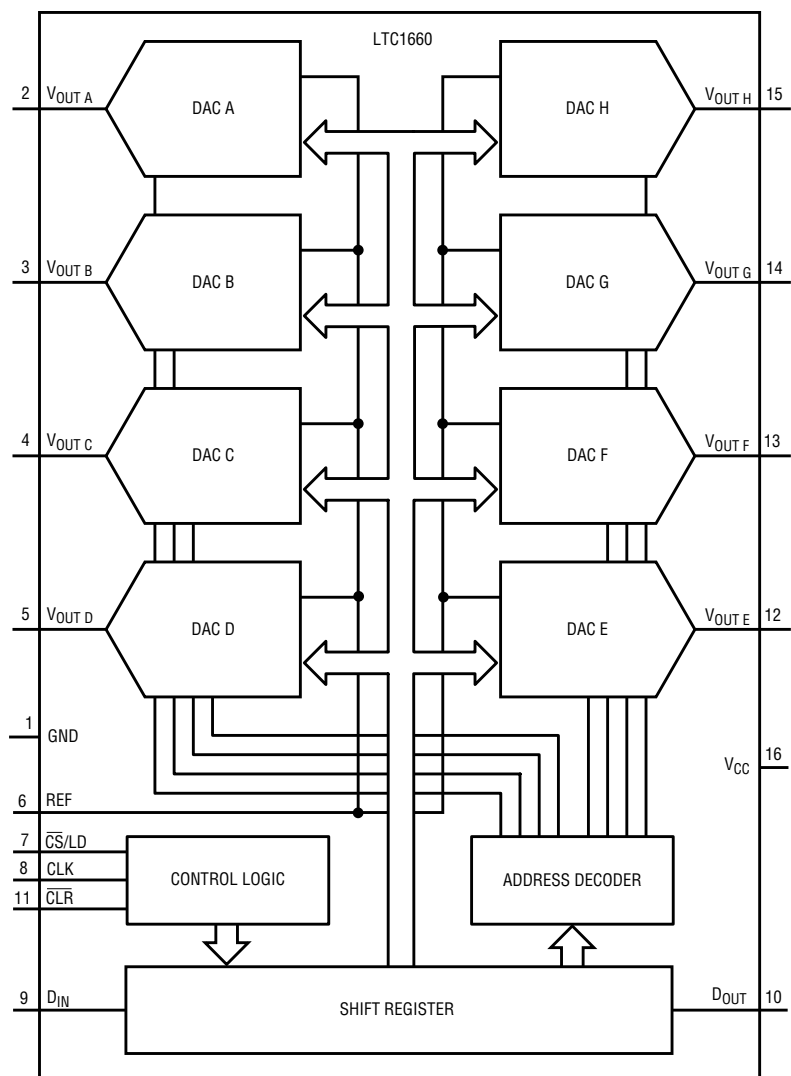 LTC1660
2 VOUT A DAC A DAC H VOUT H 15
3 VOUT B DAC B DAC G VOUT G 14
4 VOUT C DAC C DAC F VOUT F 13
5 VOUT D DAC D DAC E VOUT E 12
1 GND
VCC 16
6 REF
7 C̅S̅/LD
8 CLK CONTROL LOGIC ADDRESS DECODER
11 C̅L̅R̅
9 DIN SHIFT REGISTER DOUT 10